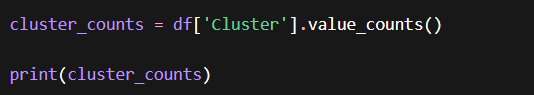 cluster_counts = df['Cluster'].value_counts()
print(cluster_counts)